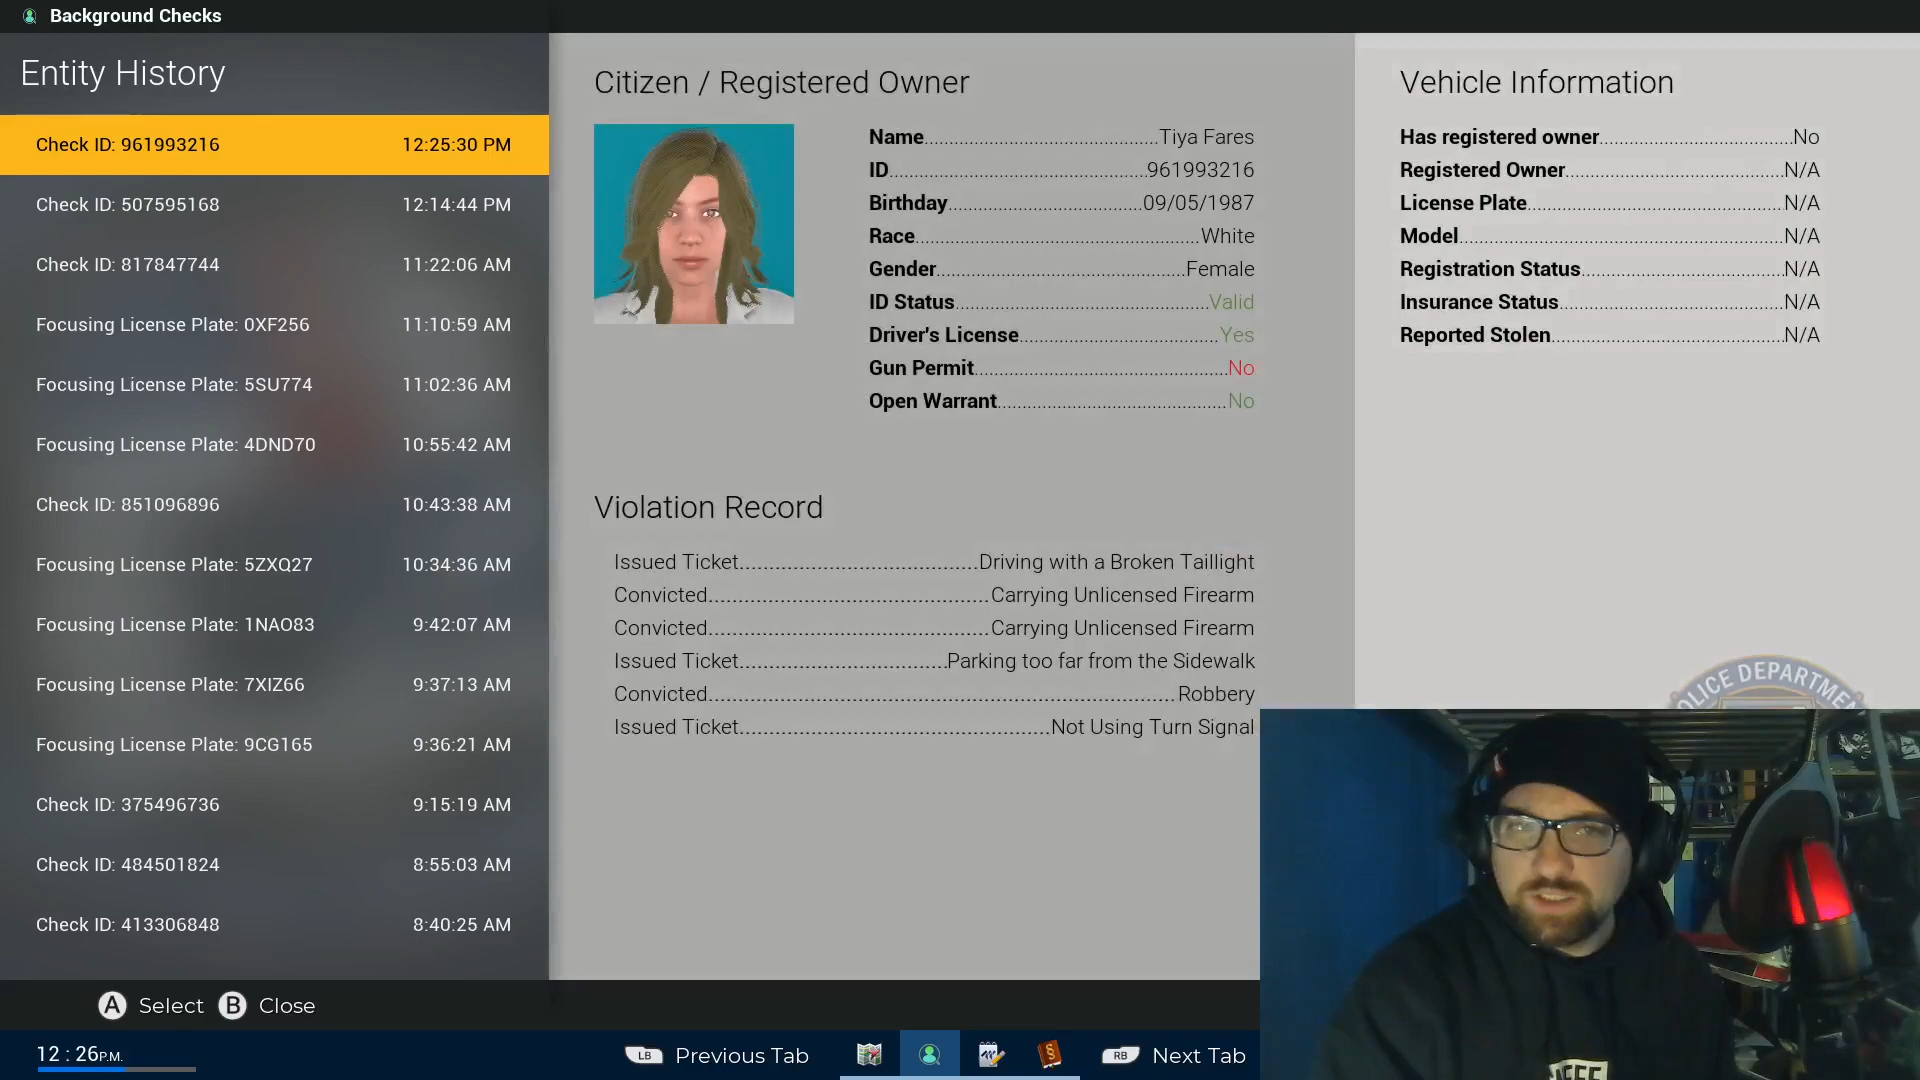 Background Checks
Entity History
Check ID: 961993216 12:25:30 PM
Check ID: 507595168 12:14:44 PM
Check ID: 817847744 11:22:06 AM
Focusing License Plate: 0XF256 11:10:59 AM
Focusing License Plate: 5SU774 11:02:36 AM
Focusing License Plate: 4DND70 10:55:42 AM
Check ID: 851096896 10:43:38 AM
Focusing License Plate: 5ZXQ27 10:34:36 AM
Focusing License Plate: 1NAO83 9:42:07 AM
Focusing License Plate: 7XIZ66 9:37:13 AM
Focusing License Plate: 9CG165 9:36:21 AM
Check ID: 375496736 9:15:19 AM
Check ID: 484501824 8:55:03 AM
Check ID: 413306848 8:40:25 AM
Citizen / Registered Owner
Name Tiya Fares
ID 961993216
Birthday 09/05/1987
Race White
Gender Female
ID Status Valid
Driver's License Yes
Gun Permit No
Open Warrant No
Violation Record
Issued Ticket Driving with a Broken Taillight
Convicted Carrying Unlicensed Firearm
Convicted Carrying Unlicensed Firearm
Issued Ticket Parking too far from the Sidewalk
Convicted Robbery
Issued Ticket Not Using Turn Signal
Vehicle Information
Has registered owner No
Registered Owner N/A
License Plate N/A
Model N/A
Registration Status N/A
Insurance Status N/A
Reported Stolen N/A
A Select B Close
12 : 26 P.M.
LB Previous Tab
RB Next Tab